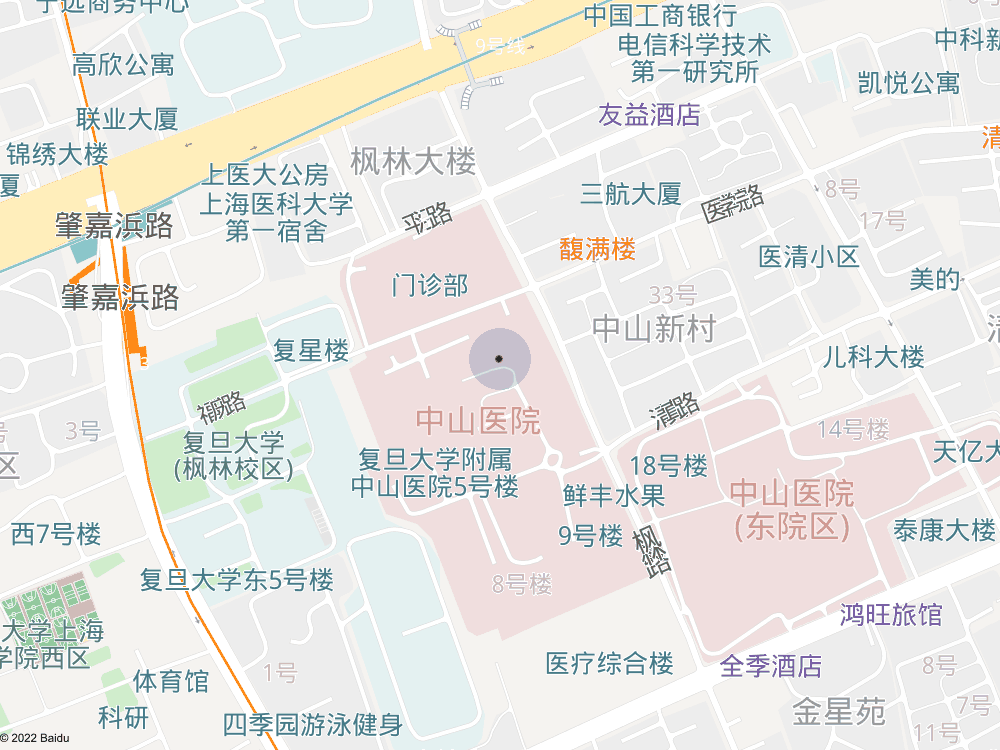 宁远商务中心
中国工商银行
9号线
电信科学技术
第一研究所
中科新
高欣公寓
凯悦公寓
联业大厦
友益酒店
清
锦绣大楼
厦
枫林大楼
上医大公房
上海医科大学
第一宿舍
三航大厦
8号
医学院路
17号
平江路
肇嘉浜路
馥满楼
医清小区
美的
门诊部
肇嘉浜路
33号
中山新村
清
复星楼
儿科大楼
清真路
3号
号
中山医院
14号楼
复旦大学
(枫林校区)
天亿大
区
复旦大学附属
中山医院5号楼
18号楼
鲜丰水果
中山医院
(东院区)
西7号楼
9号楼
枫林路
泰康大楼
复旦大学东5号楼
8号楼
鸿旺旅馆
大学上海
学院西区
医疗综合楼
全季酒店
8号
1号
体育馆
7号
科研
四季园游泳健身
金星苑
11号
© 2022 Baidu